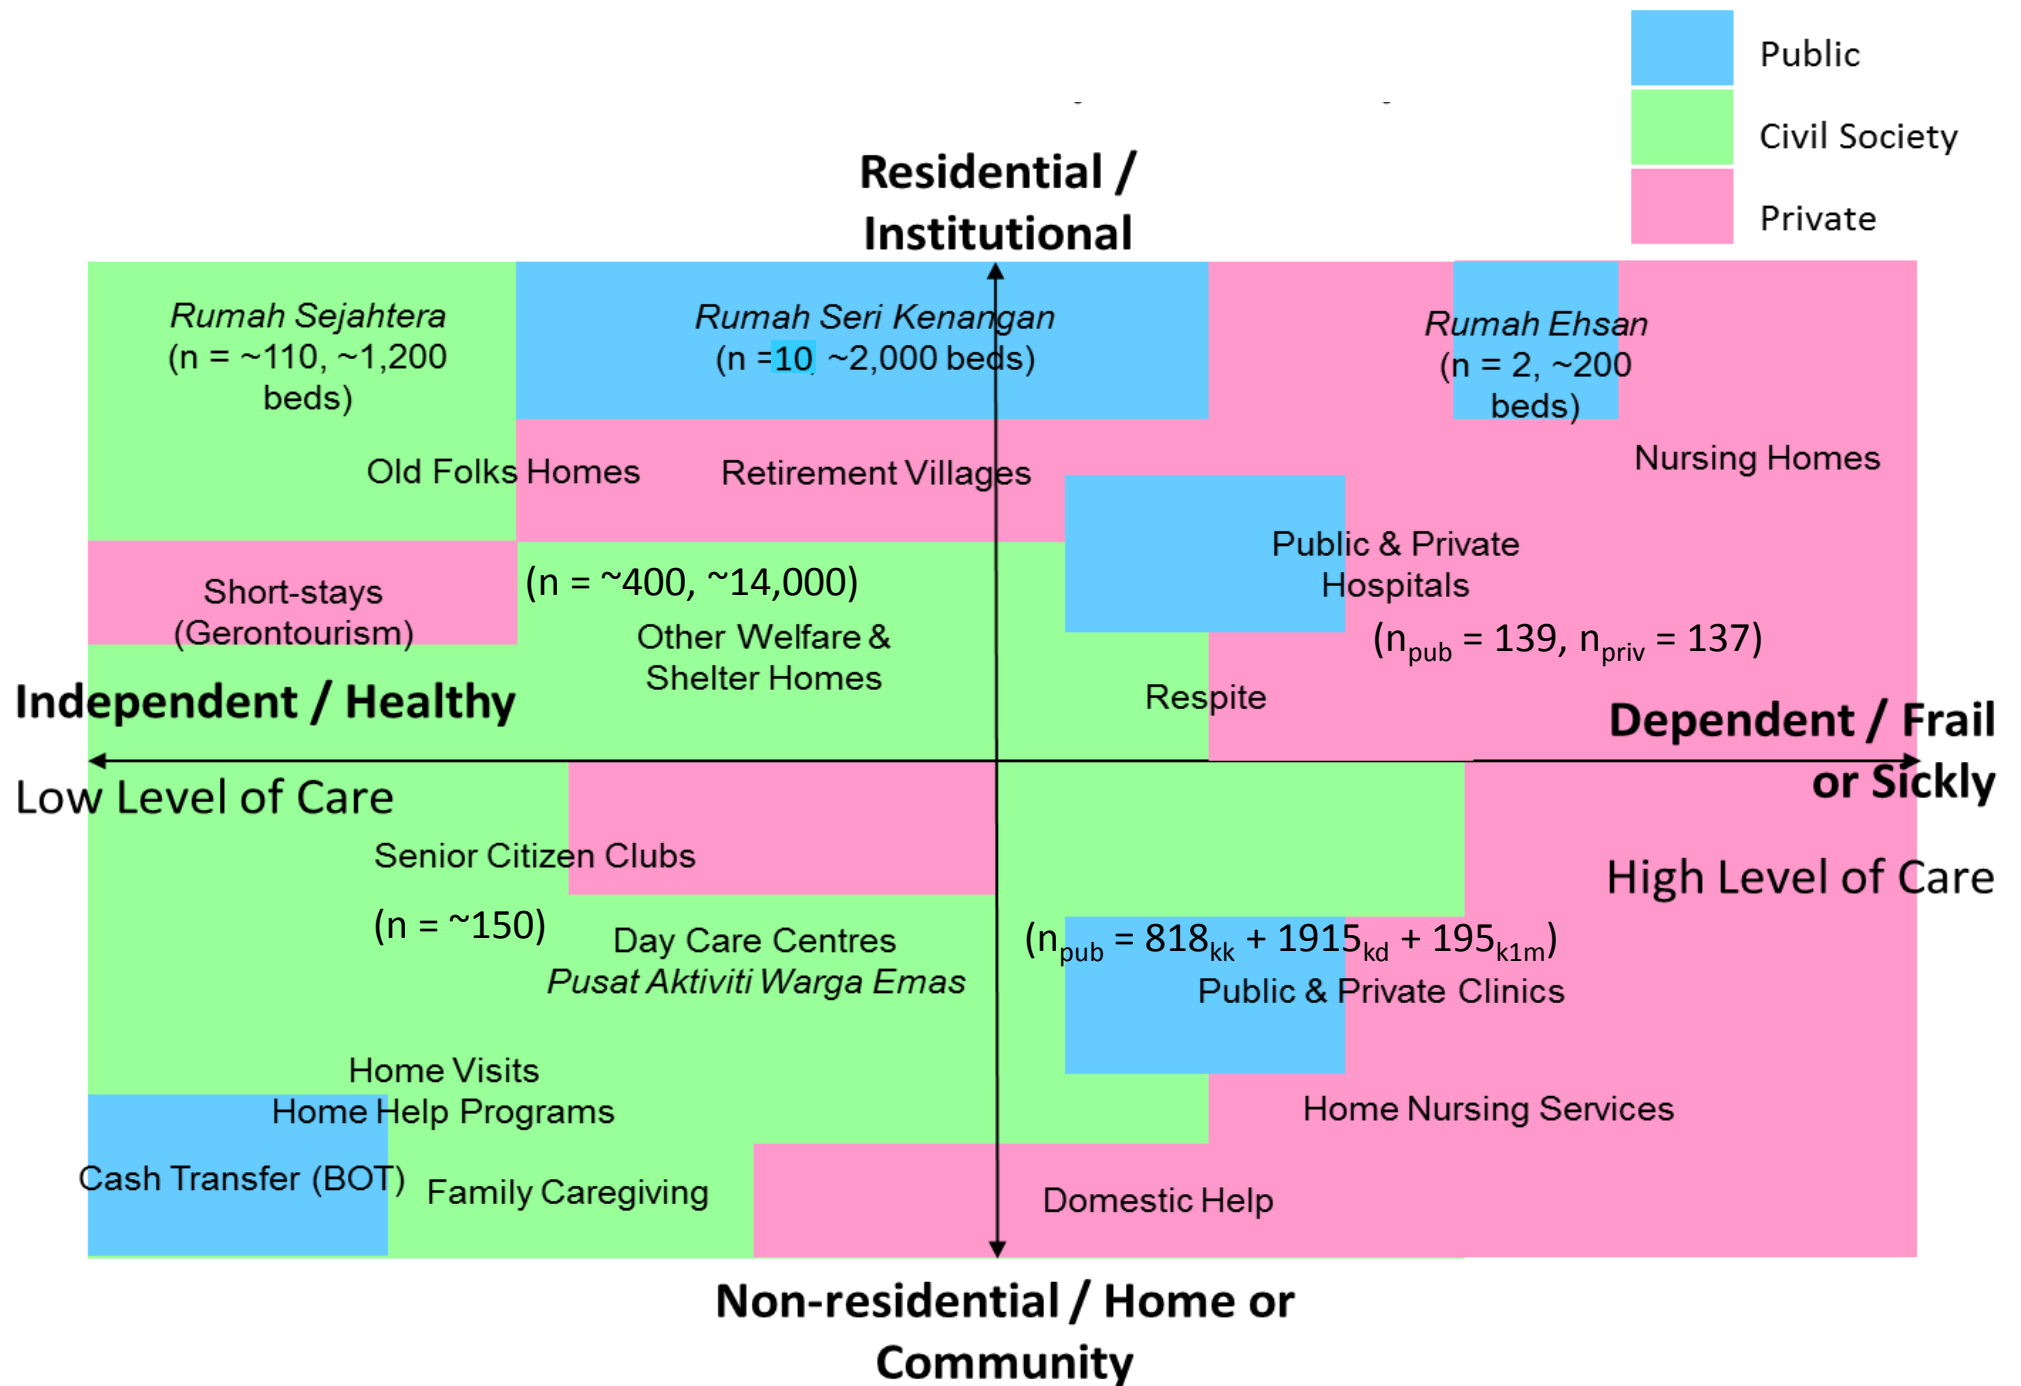 Public
Civil Society
Private
Residential /
Institutional
Rumah Sejahtera
(n = ~110, ~1,200
beds)
Rumah Seri Kenangan
(n =10, ~2,000 beds)
Rumah Ehsan
(n = 2, ~200
beds)
Old Folks Homes
Retirement Villages
Nursing Homes
Short-stays
(Gerontourism)
(n = ~400, ~14,000)
Other Welfare &
Shelter Homes
Public & Private
Hospitals
(npub = 139, npriv = 137)
Respite
Independent / Healthy
Dependent / Frail
or Sickly
Low Level of Care
High Level of Care
Senior Citizen Clubs
(n = ~150)
Day Care Centres
Pusat Aktiviti Warga Emas
(npub = 818kk + 1915kd + 195k1m)
Public & Private Clinics
Home Visits
Home Help Programs
Home Nursing Services
Cash Transfer (BOT)
Family Caregiving
Domestic Help
Non-residential / Home or
Community